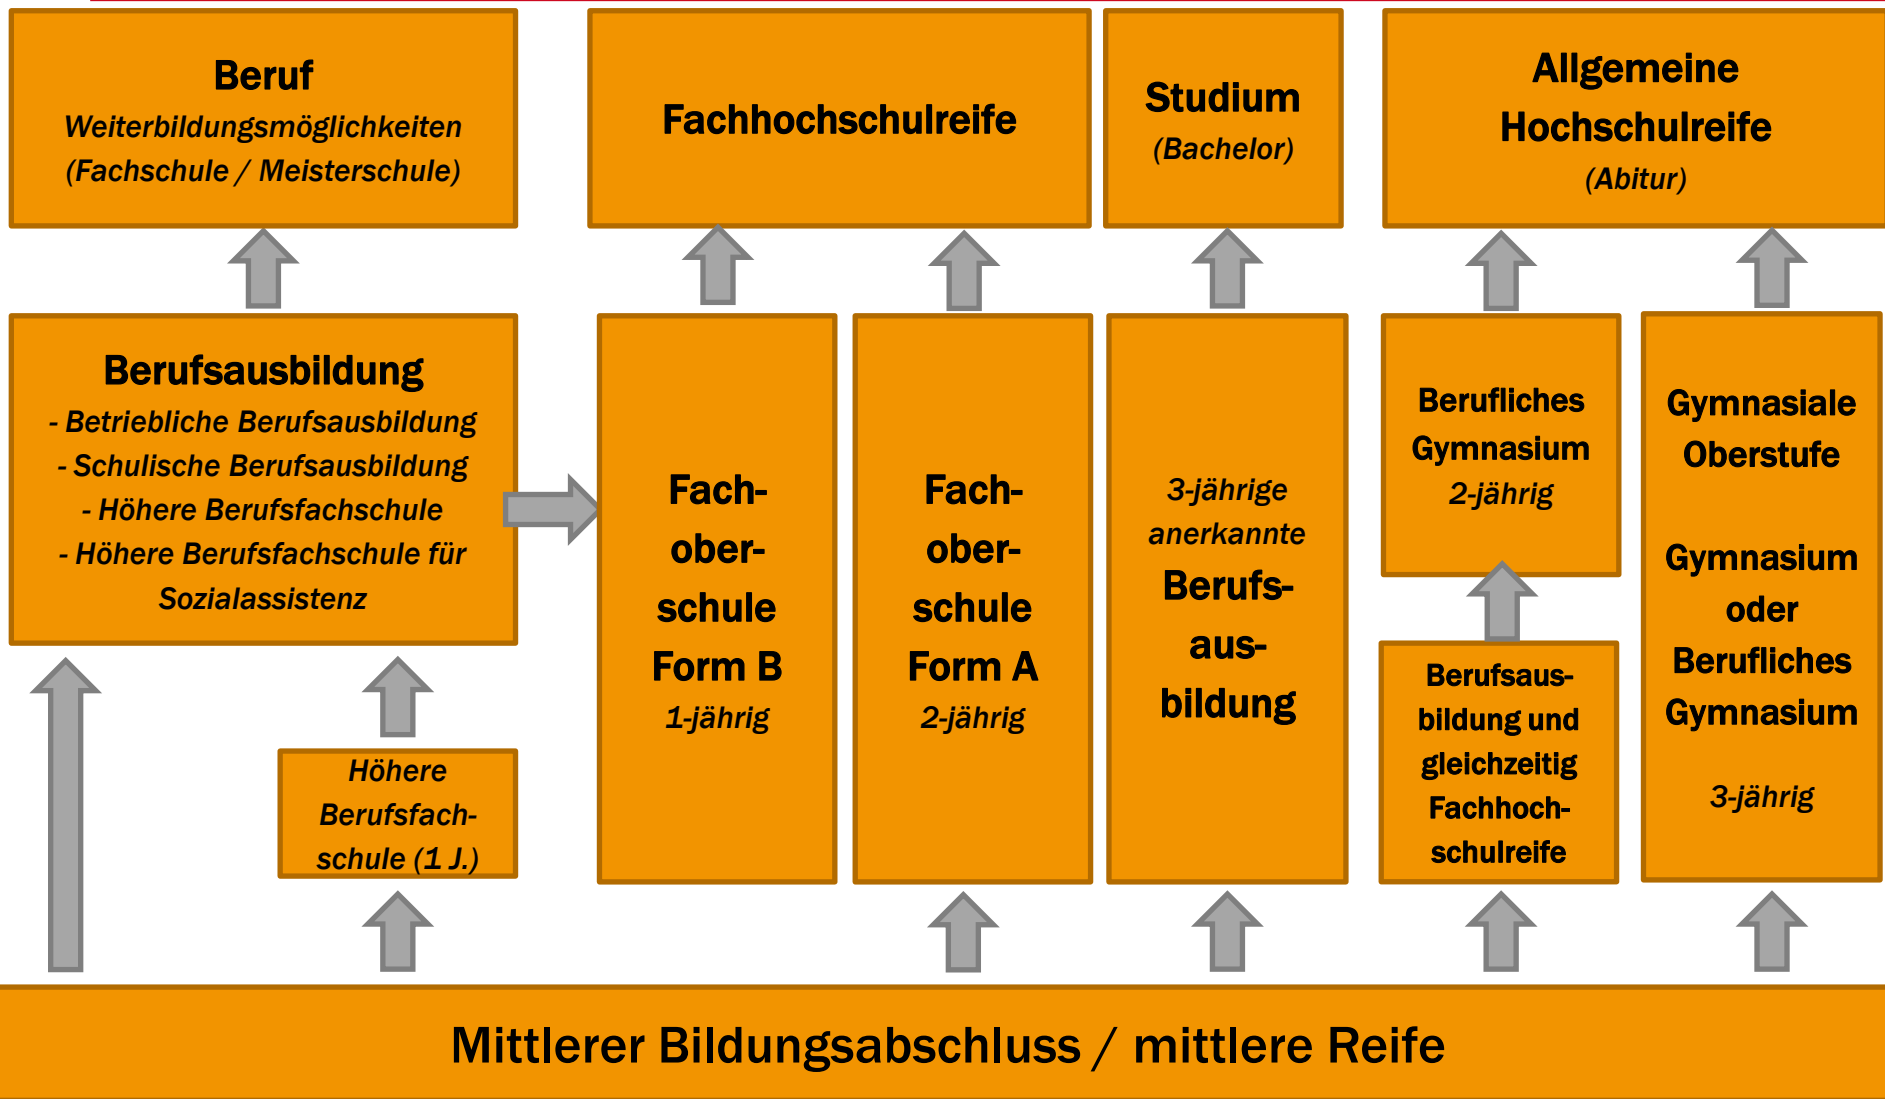 Beruf
Weiterbildungsmöglichkeiten
(Fachschule / Meisterschule)
Fachhochschulreife
Studium
(Bachelor)
Allgemeine
Hochschulreife
(Abitur)
Berufsausbildung
- Betriebliche Berufsausbildung
- Schulische Berufsausbildung
- Höhere Berufsfachschule
- Höhere Berufsfachschule für
Sozialassistenz
Höhere
Berufsfach-
schule (1 J.)
Fach-
ober-
schule
Form B
1-jährig
Fach-
ober-
schule
Form A
2-jährig
3-jährige
anerkannte
Berufs-
aus-
bildung
Berufliches
Gymnasium
2-jährig
Berufsaus-
bildung und
gleichzeitig
Fachhoch-
schulreife
Gymnasiale
Oberstufe
Gymnasium
oder
Berufliches
Gymnasium
3-jährig
Mittlerer Bildungsabschluss / mittlere Reife